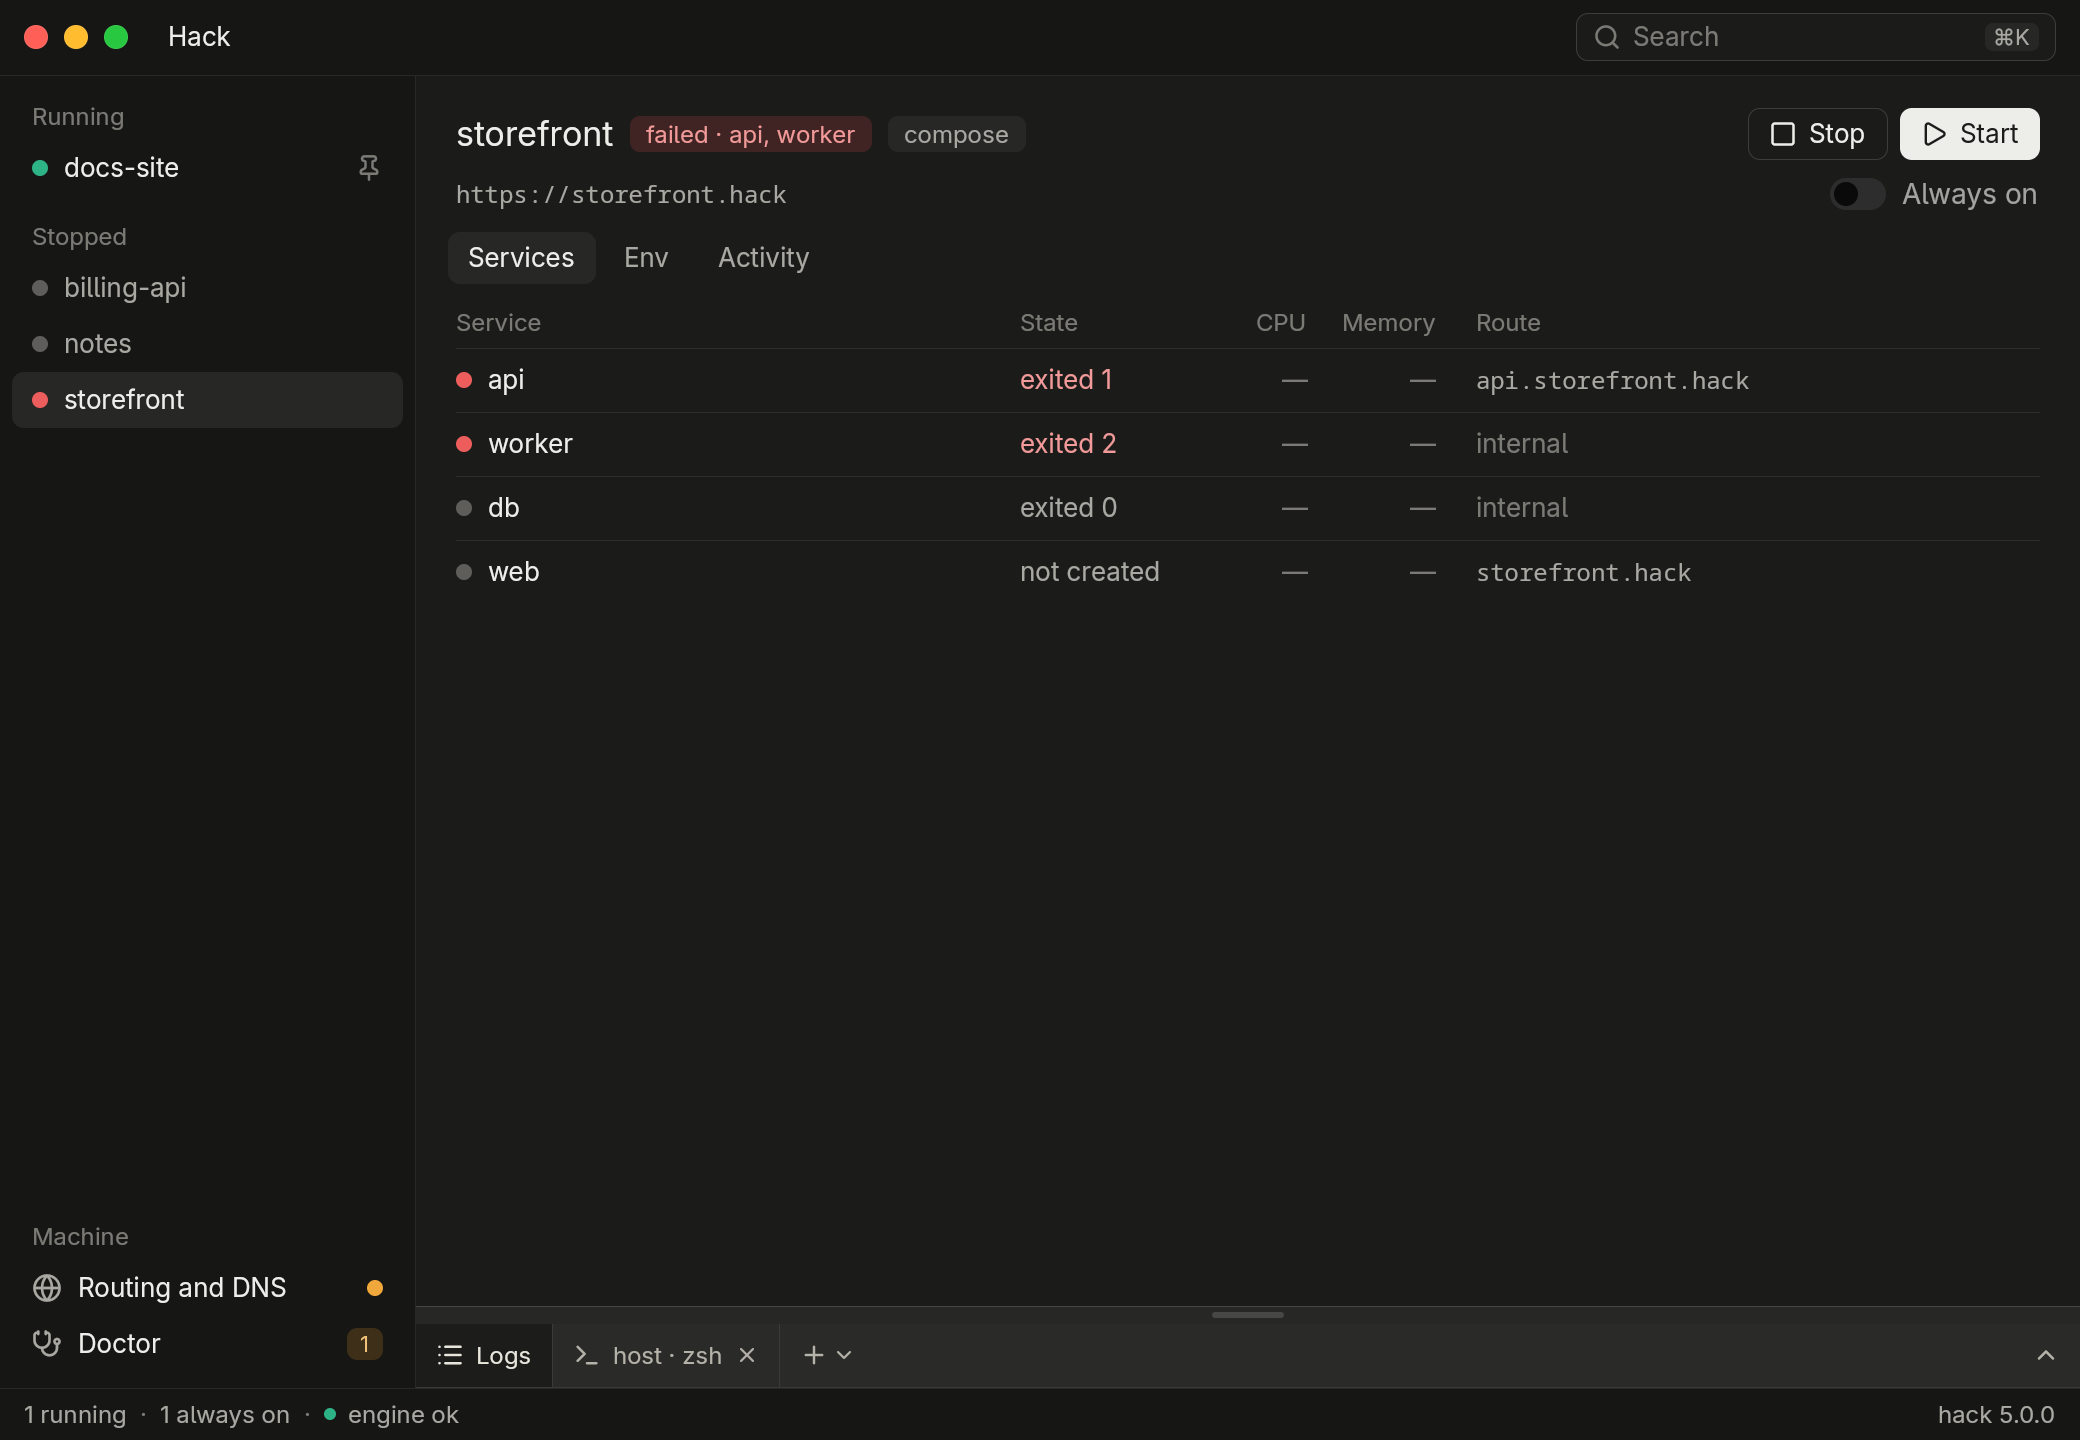 Hack
Search ⌘K
Running
docs-site
Stopped
billing-api
notes
storefront
Machine
Routing and DNS
Doctor 1
storefront failed · api, worker compose
Stop Start
https://storefront.hack
Always on
Services Env Activity
Service State CPU Memory Route
api exited 1 — — api.storefront.hack
worker exited 2 — — internal
db exited 0 — — internal
web not created — — storefront.hack
Logs host · zsh
1 running · 1 always on · engine ok
hack 5.0.0